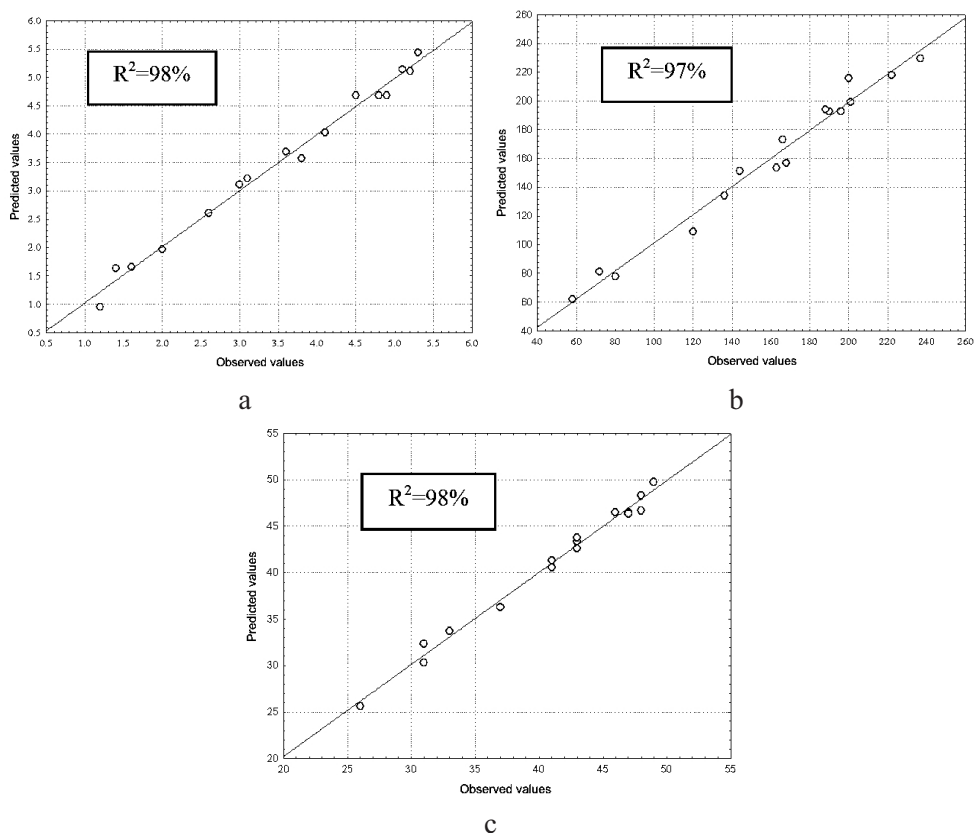 6.0
5.5
5.0
4.5
4.0
3.5
3.0
2.5
2.0
1.5
1.0
0.5
Predicted values
R²=98%
0.5 1.0 1.5 2.0 2.5 3.0 3.5 4.0 4.5 5.0 5.5 6.0
Observed values
a
260
240
220
200
180
160
140
120
100
80
60
40
Predicted values
R²=97%
40 60 80 100 120 140 160 180 200 220 240 260
Observed values
b
55
50
45
40
35
30
25
20
Predicted values
R²=98%
20 25 30 35 40 45 50 55
Observed values
c